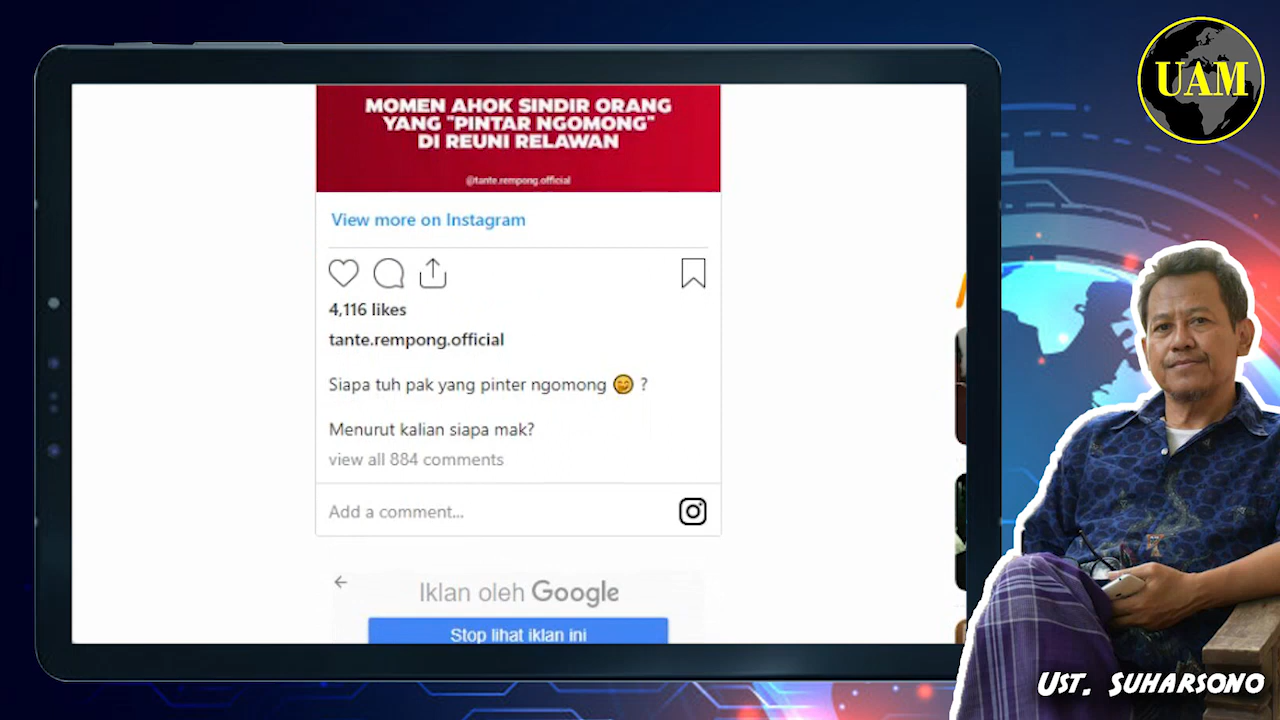 MOMEN AHOK SINDIR ORANG
YANG "PINTAR NGOMONG"
DI REUNI RELAWAN
@tante.rempong.official
View more on Instagram
4,116 likes
tante.rempong.official
Siapa tuh pak yang pinter ngomong 😄 ?
Menurut kalian siapa mak?
view all 884 comments
Add a comment...
Iklan oleh Google
Stop lihat iklan ini
UAM
UST. SUHARSONO